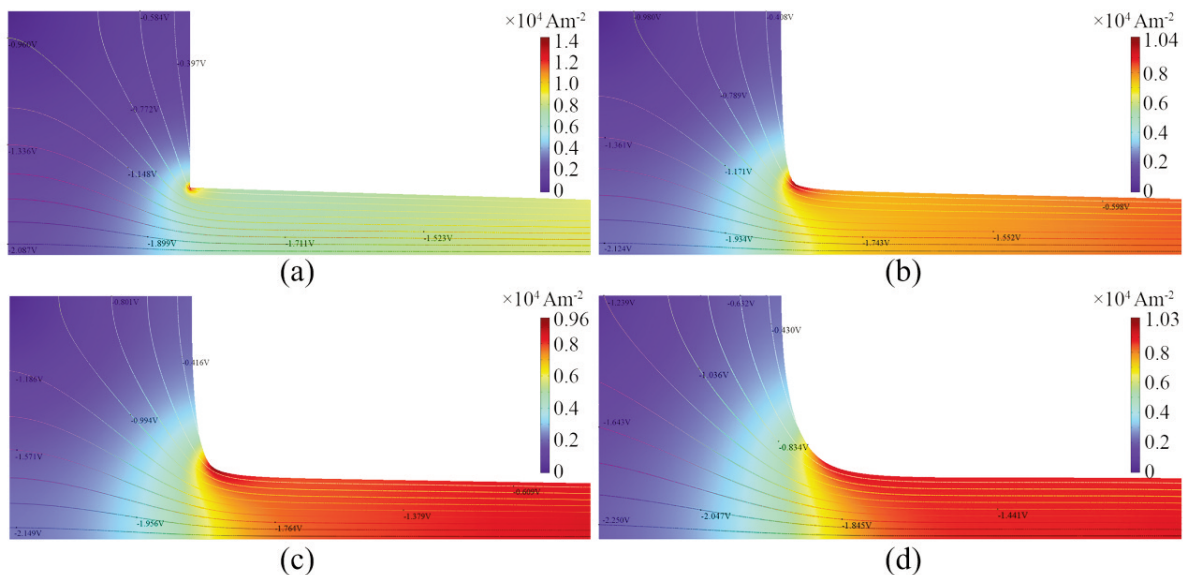 ×10⁴ Am⁻²
1.4
1.2
1.0
0.8
0.6
0.4
0.2
0
-0.584V
-0.960V
-0.397V
-0.772V
-1.336V
-1.148V
-1.899V
-1.711V
-1.523V
-2.087V
(a)
×10⁴ Am⁻²
1.04
0.8
0.6
0.4
0.2
0
-0.980V
-0.408V
-0.789V
-1.361V
-1.171V
-0.598V
-1.934V
-1.743V
-1.552V
-2.124V
(b)
×10⁴ Am⁻²
0.96
0.8
0.6
0.4
0.2
0
-0.801V
-0.416V
-1.186V
-0.994V
-1.571V
-1.956V
-1.764V
-1.379V
-2.149V
(c)
×10⁴ Am⁻²
1.03
0.8
0.6
0.4
0.2
0
-1.239V
-0.632V
-0.430V
-1.036V
-1.643V
-0.834V
-2.047V
-1.845V
-1.441V
-2.250V
(d)